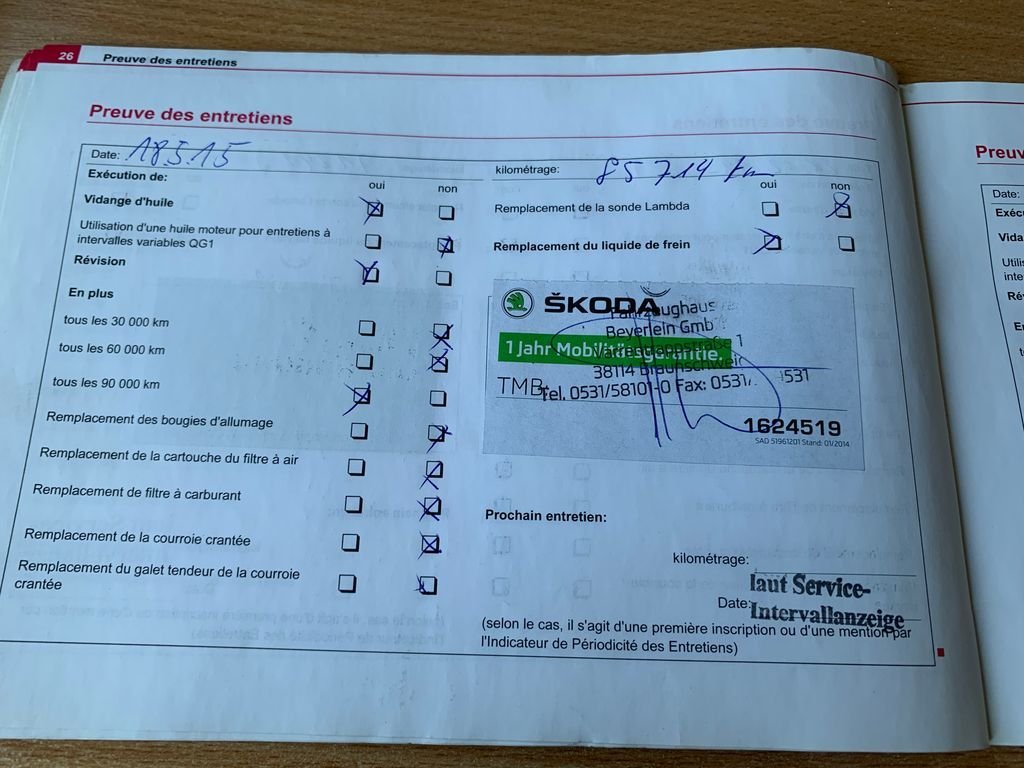 26 Preuve des entretiens
Preuve des entretiens
Date: 18.5.15
kilométrage: 85 714 km
Exécution de:
oui non
Vidange d'huile
Utilisation d'une huile moteur pour entretiens à
intervalles variables QG1
Révision
En plus
tous les 30 000 km
tous les 60 000 km
tous les 90 000 km
Remplacement des bougies d'allumage
Remplacement de la cartouche du filtre à air
Remplacement de filtre à carburant
Remplacement de la courroie crantée
Remplacement du galet tendeur de la courroie
crantée
oui non
Remplacement de la sonde Lambda
Remplacement du liquide de frein
ŠKODA
Fahrzeughaus
Beyerlein Gmb
1 Jahr Mobilitätsgarantie.
1
38114 Braunschweig
TMB
Tel. 0531/58101-0 Fax: 0531/ 531
1624519
SAD 51961201 Stand: 01/2014
Prochain entretien:
kilométrage:
laut Service-
Date: Intervallanzeige
(selon le cas, il s'agit d'une première inscription ou d'une mention par
l'Indicateur de Périodicité des Entretiens)
Preuv
Date:
Exécu
Vida
Utilis
inte
Ré
E
t